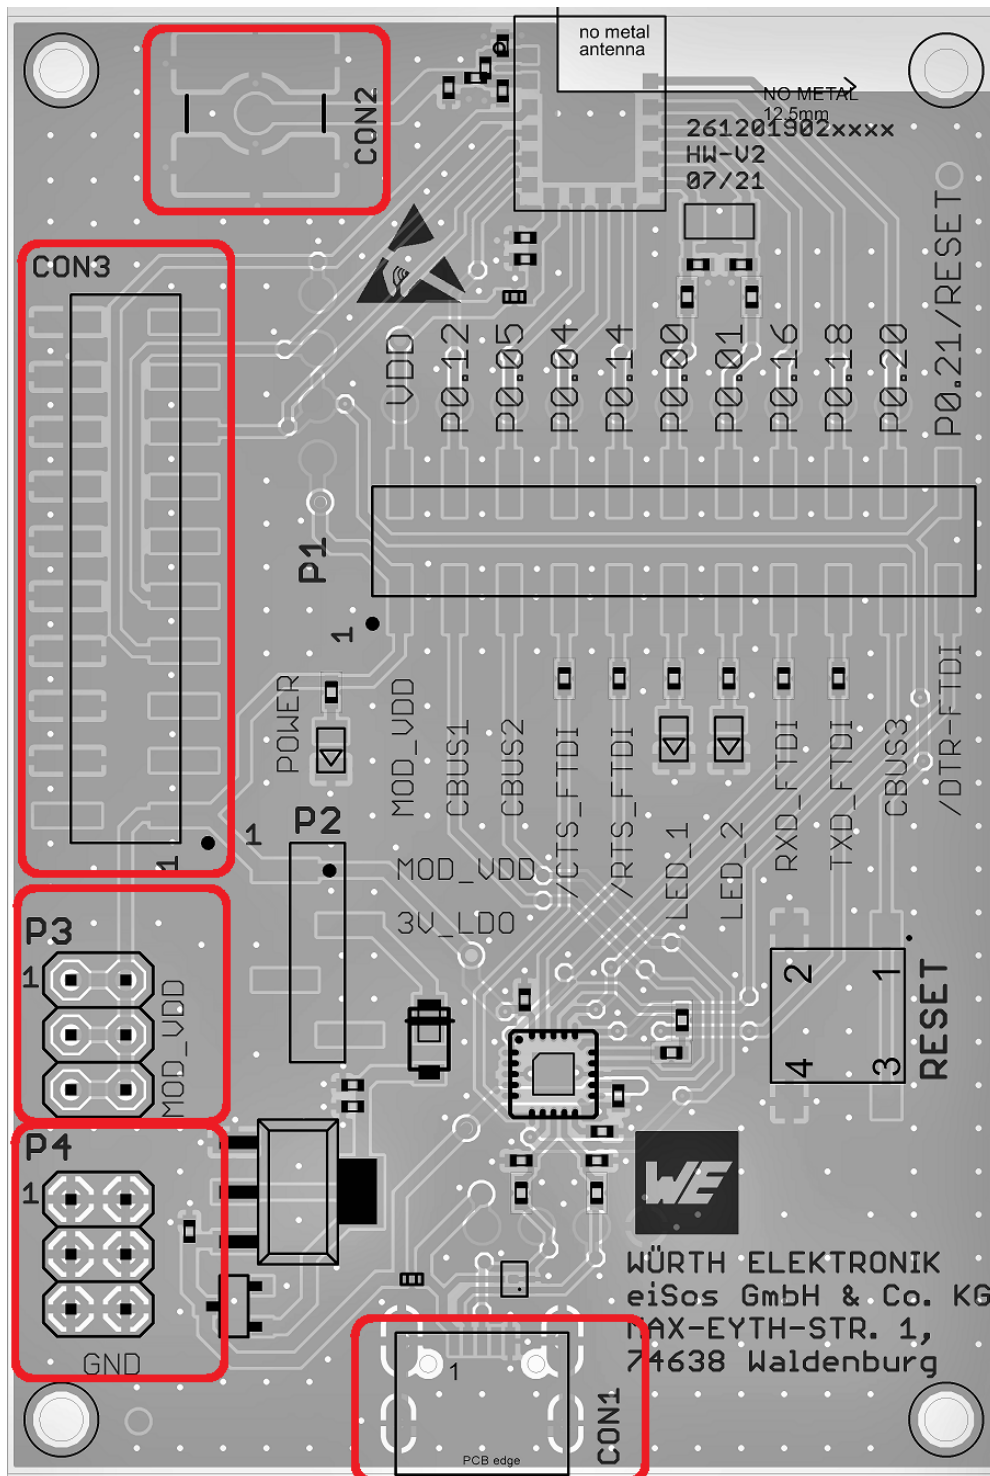 no metal
antenna
NO METAL
12.5mm
261201902xxxx
HW-V2
07/21
CON2
CON3
VDD
P0.12
P0.05
P0.04
P0.14
P0.00
P0.01
P0.16
P0.18
P0.20
P0.21/RESET
P1
1
POWER
MOD_VDD
CBUS1
CBUS2
/CTS_FTDI
/RTS_FTDI
LED_1
LED_2
RXD_FTDI
TXD_FTDI
CBUS3
/DTR-FTDI
P2
1
1
MOD_VDD
3V_LDO
P3
1
MOD_VDD
2
1
4
3
RESET
P4
1
GND
WE
WÜRTH ELEKTRONIK
eiSos GmbH & Co. KG
MAX-EYTH-STR. 1,
74638 Waldenburg
1
CON1
PCB edge